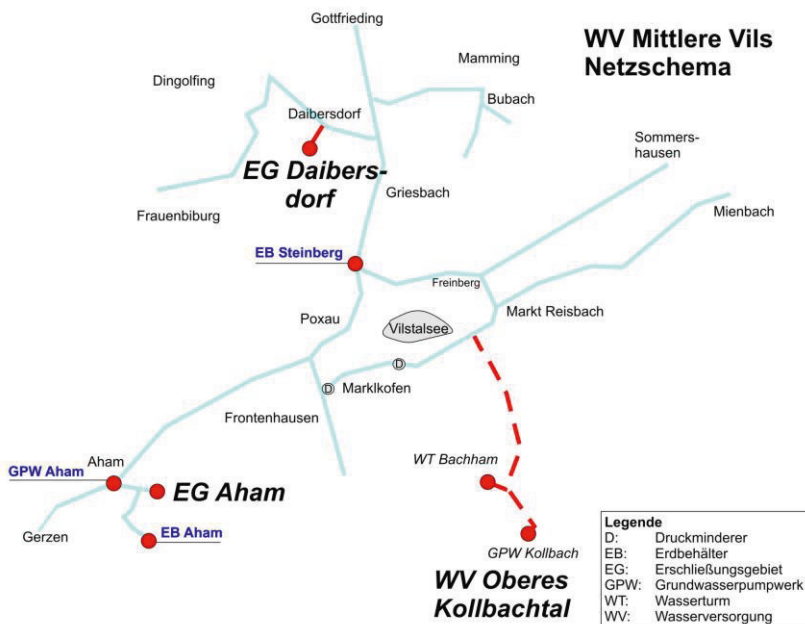 Gottfrieding
WV Mittlere Vils
Netzschema
Mamming
Dingolfing
Bubach
Daibersdorf
Sommers-
hausen
EG Daibers-
dorf
Griesbach
Mienbach
Frauenbiburg
EB Steinberg
Freinberg
Poxau
Vilstalsee
Markt Reisbach
D
D
Marklkofen
Frontenhausen
Aham
WT Bachham
GPW Aham
EG Aham
Gerzen
EB Aham
GPW Kollbach
WV Oberes
Kollbachtal
Legende
D: Druckminderer
EB: Erdbehälter
EG: Erschließungsgebiet
GPW: Grundwasserpumpwerk
WT: Wasserturm
WV: Wasserversorgung